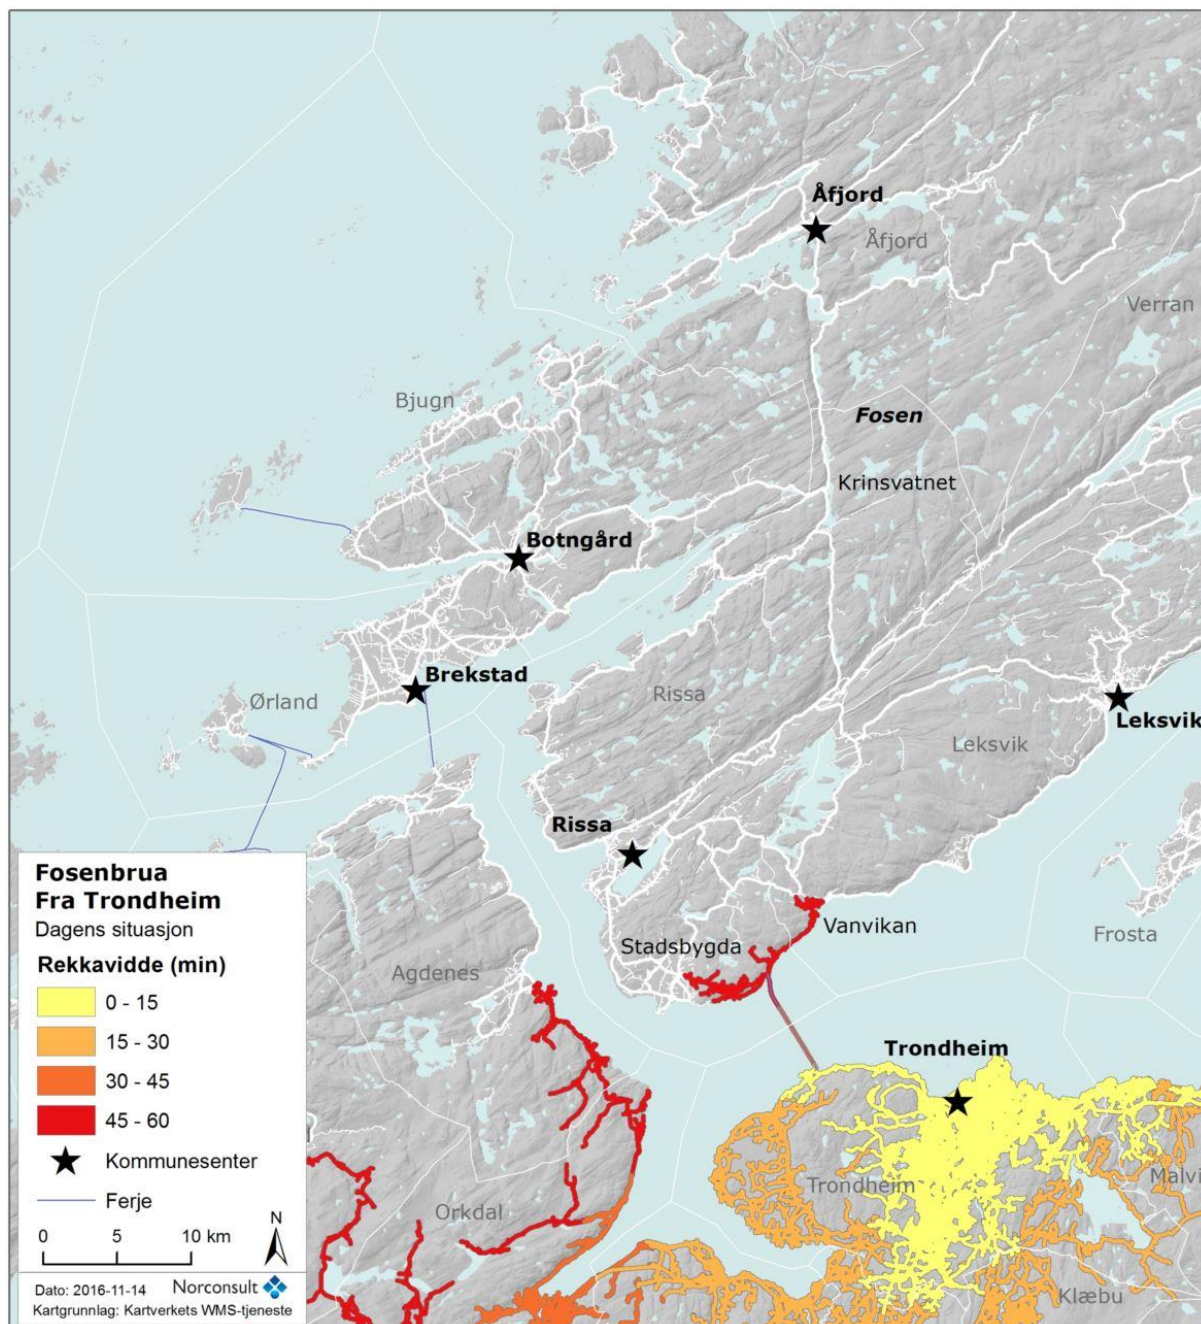 Åfjord
Åfjord
Verran
Bjugn
Fosen
Krinsvatnet
Botngård
Brekstad
Ørland
Rissa
Leksvik
Leksvik
Rissa
Vanvikan
Stadsbygda
Frosta
Agdenes
Trondheim
Trondheim
Malvi
Orkdal
Klæbu
Fosenbrua
Fra Trondheim
Dagens situasjon
Rekkavidde (min)
0 - 15
15 - 30
30 - 45
45 - 60
Kommunesenter
Ferje
0 5 10 km
N
Dato: 2016-11-14 Norconsult
Kartgrunnlag: Kartverkets WMS-tjeneste